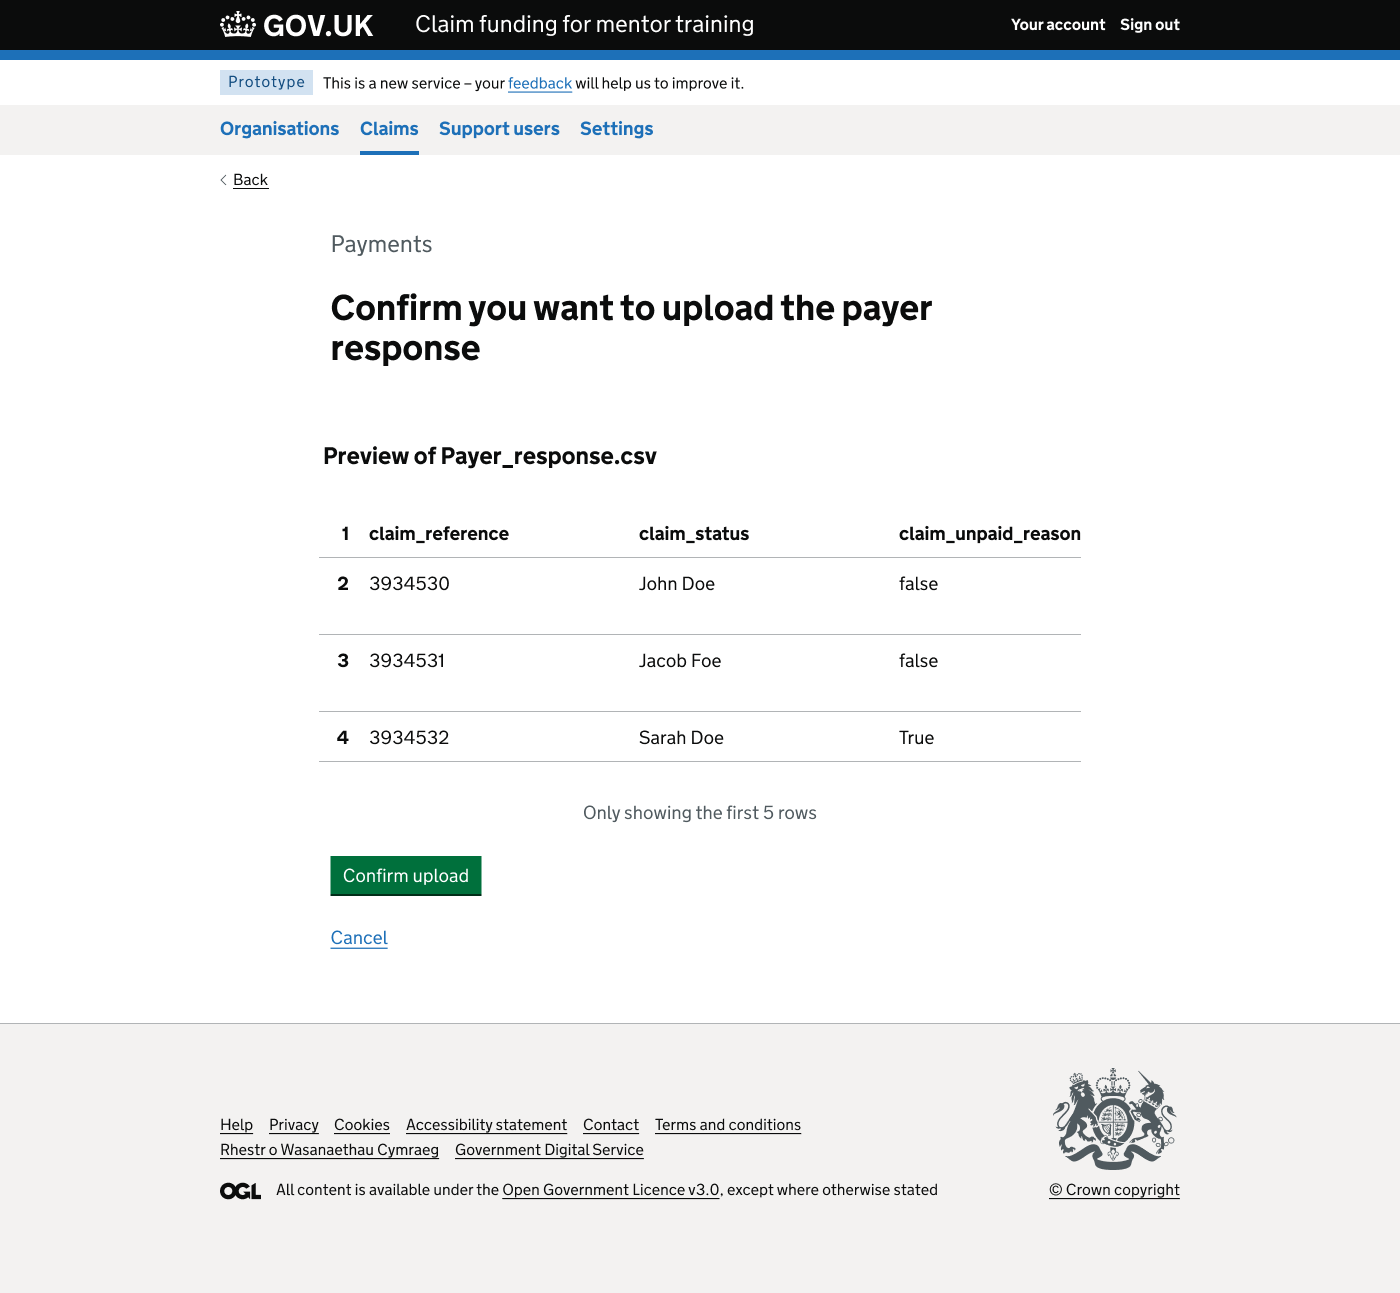 GOV.UK Claim funding for mentor training Your account Sign out
Prototype This is a new service – your feedback will help us to improve it.
Organisations Claims Support users Settings
Back
Payments
Confirm you want to upload the payer
response
Preview of Payer_response.csv
1 claim_reference claim_status claim_unpaid_reason
2 3934530 John Doe false
3 3934531 Jacob Foe false
4 3934532 Sarah Doe True
Only showing the first 5 rows
Confirm upload
Cancel
Help Privacy Cookies Accessibility statement Contact Terms and conditions
Rhestr o Wasanaethau Cymraeg Government Digital Service
OGL All content is available under the Open Government Licence v3.0, except where otherwise stated © Crown copyright